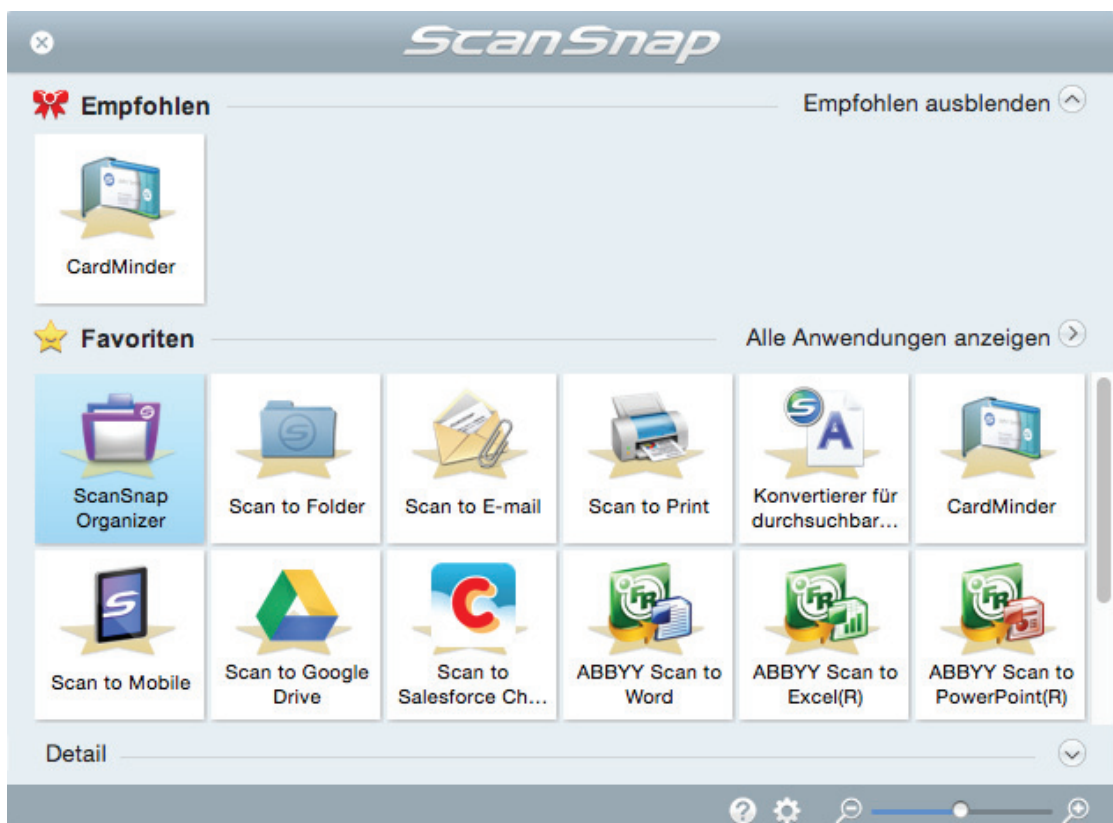 ScanSnap
Empfohlen
Empfohlen ausblenden
CardMinder
Favoriten
Alle Anwendungen anzeigen
ScanSnap
Organizer
Scan to Folder
Scan to E-mail
Scan to Print
Konvertierer für
durchsuchbar...
CardMinder
Scan to Mobile
Scan to Google
Drive
Scan to
Salesforce Ch...
ABBYY Scan to
Word
ABBYY Scan to
Excel(R)
ABBYY Scan to
PowerPoint(R)
Detail